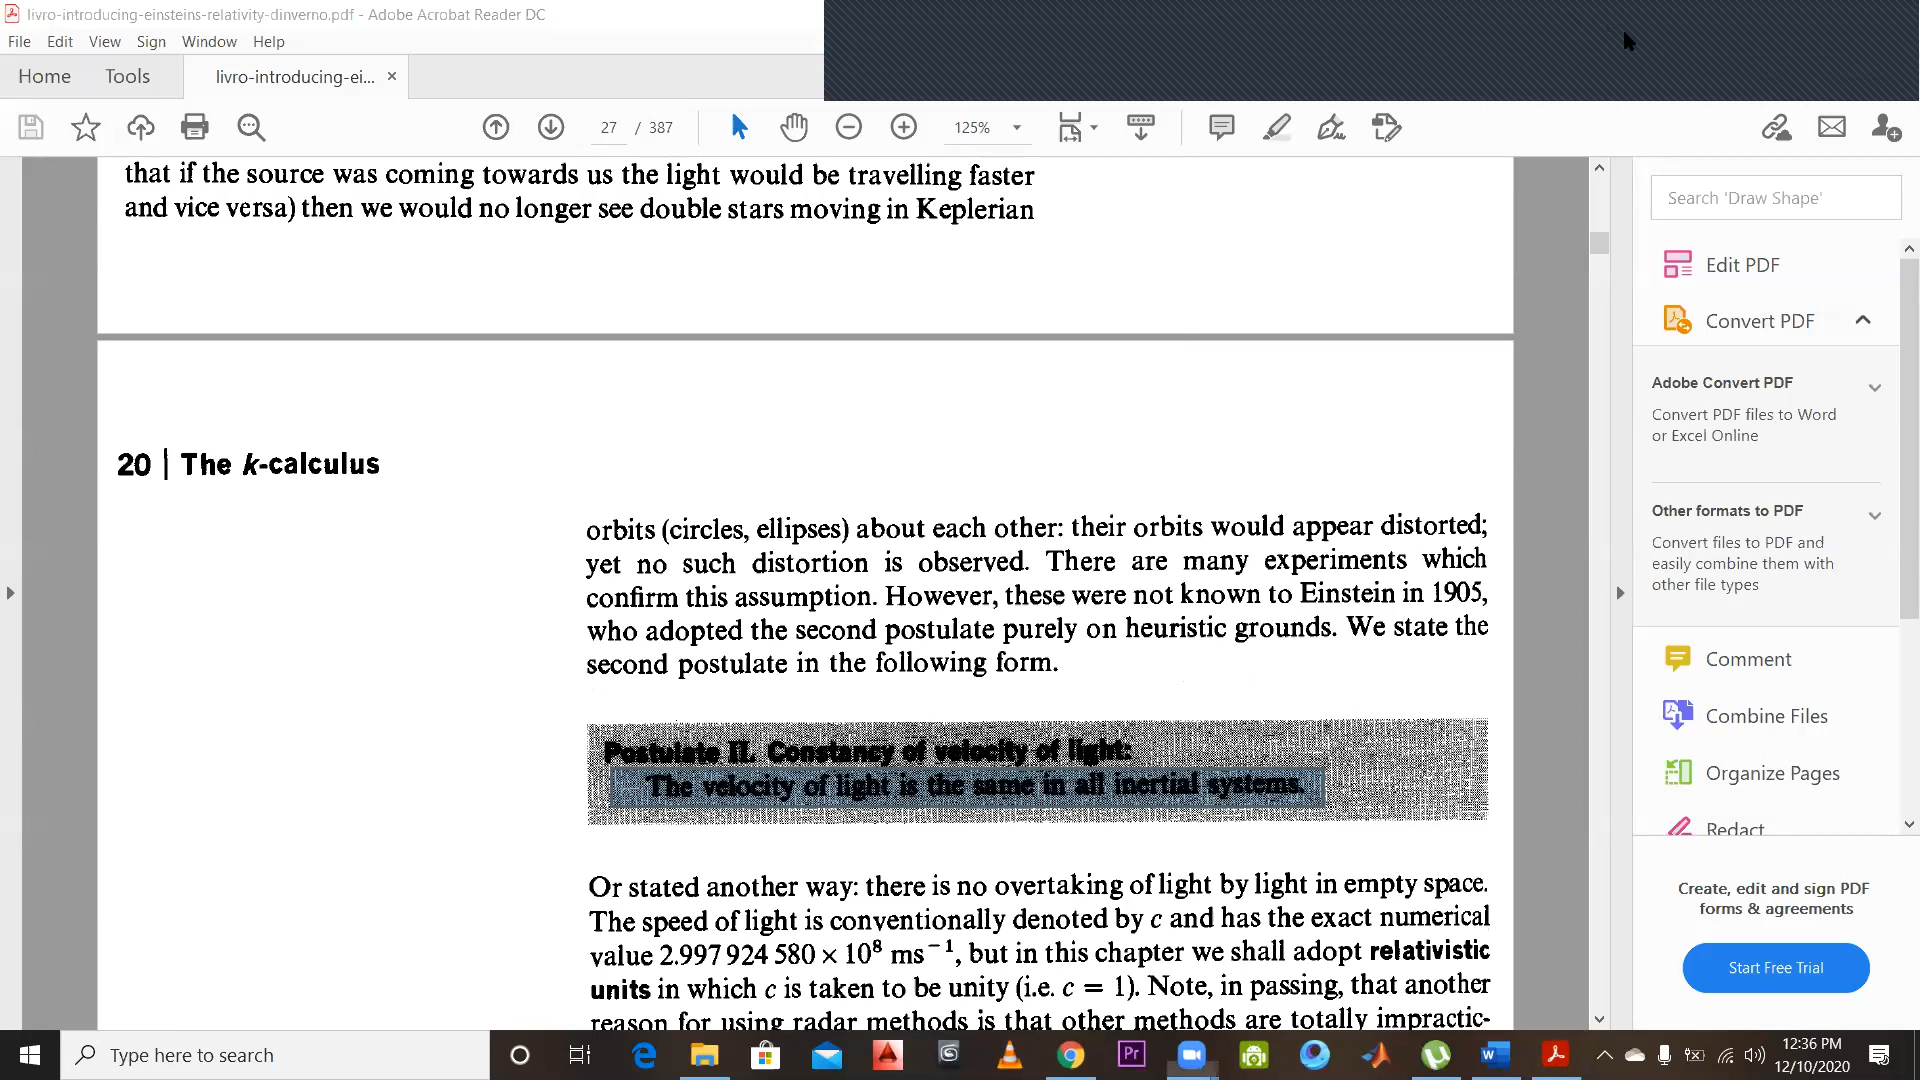 livro-introducing-einsteins-relativity-dinverno.pdf - Adobe Acrobat Reader DC
File Edit View Sign Window Help
Home Tools livro-introducing-ei... ×
27 / 387 125%
that if the source was coming towards us the light would be travelling faster
and vice versa) then we would no longer see double stars moving in Keplerian
20 | The k-calculus
orbits (circles, ellipses) about each other: their orbits would appear distorted;
yet no such distortion is observed. There are many experiments which
confirm this assumption. However, these were not known to Einstein in 1905,
who adopted the second postulate purely on heuristic grounds. We state the
second postulate in the following form.
Postulate II. Constancy of velocity of light:
The velocity of light is the same in all inertial systems.
Or stated another way: there is no overtaking of light by light in empty space.
The speed of light is conventionally denoted by c and has the exact numerical
value 2.997 924 580 × 10⁸ ms⁻¹, but in this chapter we shall adopt relativistic
units in which c is taken to be unity (i.e. c = 1). Note, in passing, that another
reason for using radar methods is that other methods are totally impractic-
Search 'Draw Shape'
Edit PDF
Convert PDF
Adobe Convert PDF
Convert PDF files to Word
or Excel Online
Other formats to PDF
Convert files to PDF and
easily combine them with
other file types
Comment
Combine Files
Organize Pages
Redact
Create, edit and sign PDF
forms & agreements
Start Free Trial
Type here to search
Pr
12:36 PM
12/10/2020